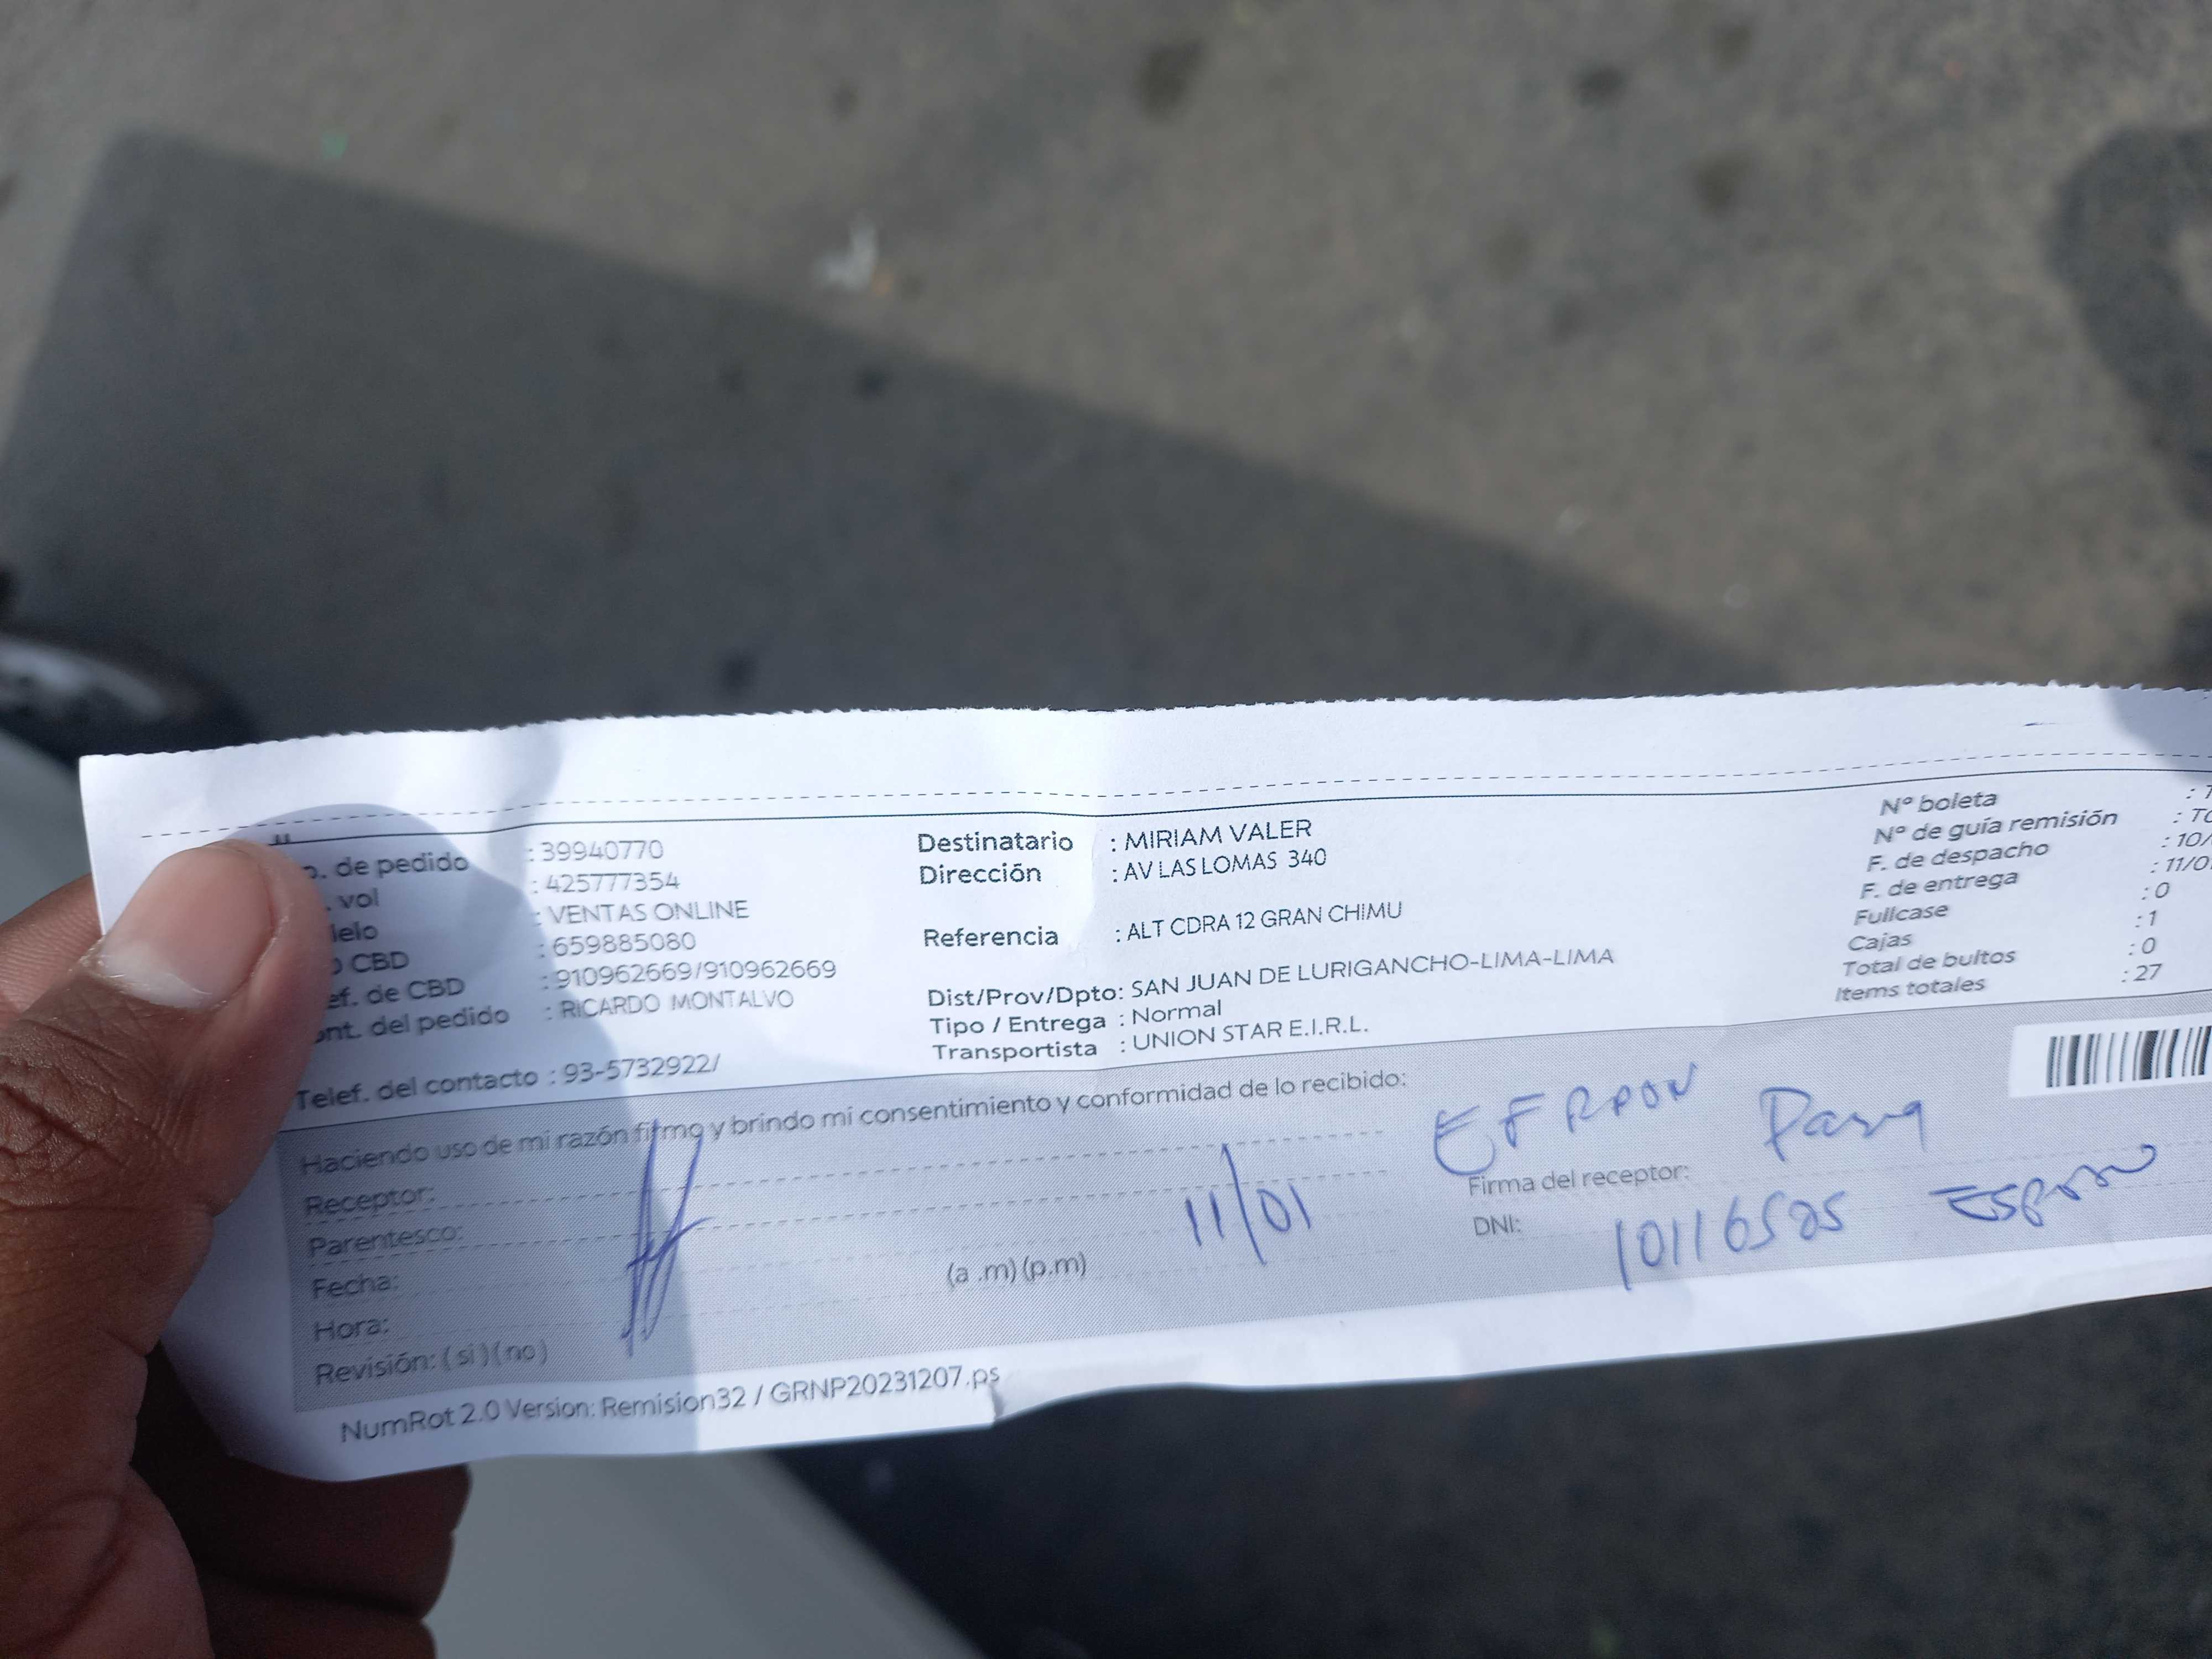 . de pedido : 39940770
. vol : 425777354
delo : VENTAS ONLINE
CBD : 659885080
ef. de CBD : 910962669/910962669
ont. del pedido : RICARDO MONTALVO
Telef. del contacto : 93-5732922/
Destinatario : MIRIAM VALER
Dirección : AV LAS LOMAS 340
Referencia : ALT CDRA 12 GRAN CHIMU
Dist/Prov/Dpto: SAN JUAN DE LURIGANCHO-LIMA-LIMA
Tipo / Entrega : Normal
Transportista : UNION STAR E.I.R.L.
N° boleta : T
N° de guía remisión : T0
F. de despacho : 10/
F. de entrega : 11/0
Fullcase : 0
Cajas : 1
Total de bultos : 0
Items totales : 27
Haciendo uso de mi razón firmo y brindo mi consentimiento y conformidad de lo recibido:
Receptor:
Parentesco:
Fecha: 11/01
Hora: (a .m) (p.m)
Revisión: ( si ) ( no )
Firma del receptor:
DNI: 10116525
NumRot 2.0 Version: Remision32 / GRNP20231207.ps